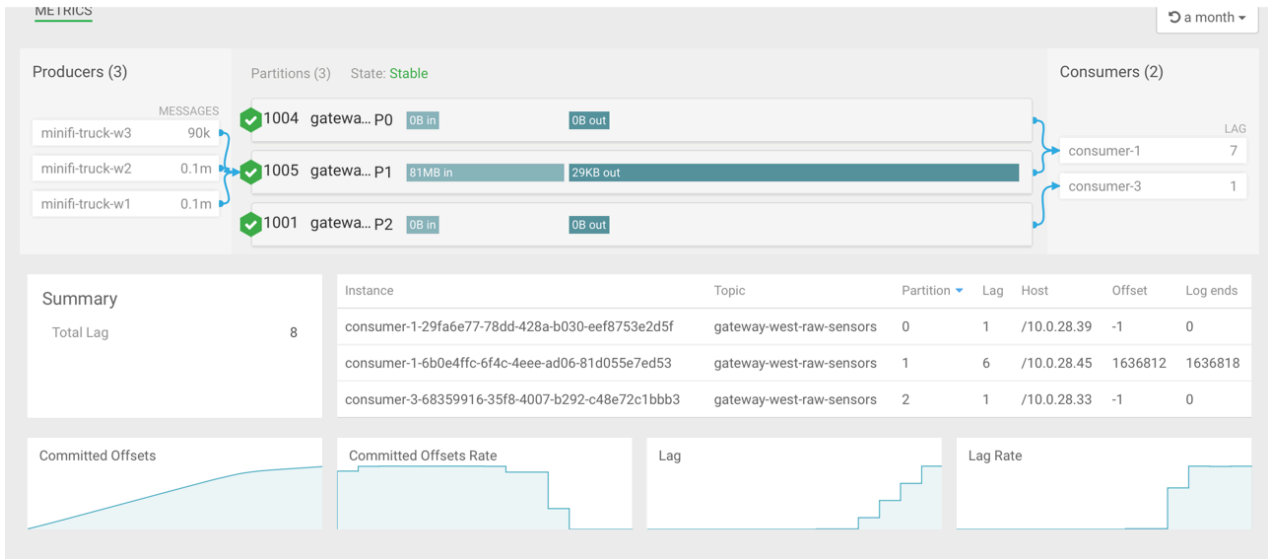 METRICS
a month
Producers (3)
MESSAGES
minifi-truck-w3 90k
minifi-truck-w2 0.1m
minifi-truck-w1 0.1m
Partitions (3) State: Stable
1004 gatewa... P0 0B in 0B out
1005 gatewa... P1 81MB in 29KB out
1001 gatewa... P2 0B in 0B out
Consumers (2)
LAG
consumer-1 7
consumer-3 1
Summary
Total Lag 8
Instance Topic Partition Lag Host Offset Log ends
consumer-1-29fa6e77-78dd-428a-b030-eef8753e2d5f gateway-west-raw-sensors 0 1 /10.0.28.39 -1 0
consumer-1-6b0e4ffc-6f4c-4eee-ad06-81d055e7ed53 gateway-west-raw-sensors 1 6 /10.0.28.45 1636812 1636818
consumer-3-68359916-35f8-4007-b292-c48e72c1bbb3 gateway-west-raw-sensors 2 1 /10.0.28.33 -1 0
Committed Offsets
Committed Offsets Rate
Lag
Lag Rate